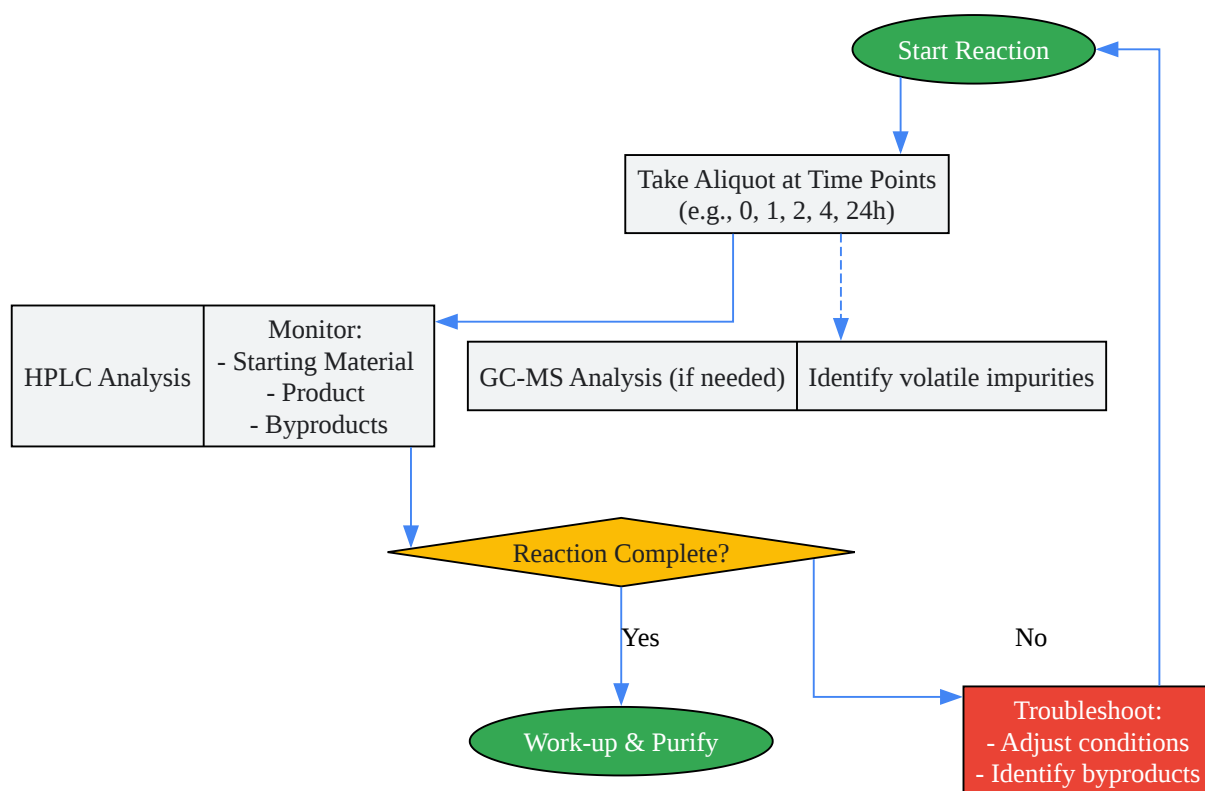 Start Reaction
Take Aliquot at Time Points
(e.g., 0, 1, 2, 4, 24h)
HPLC Analysis
Monitor:
- Starting Material
- Product
- Byproducts
GC-MS Analysis (if needed)
Identify volatile impurities
Reaction Complete?
Yes
No
Work-up & Purify
Troubleshoot:
- Adjust conditions
- Identify byproducts